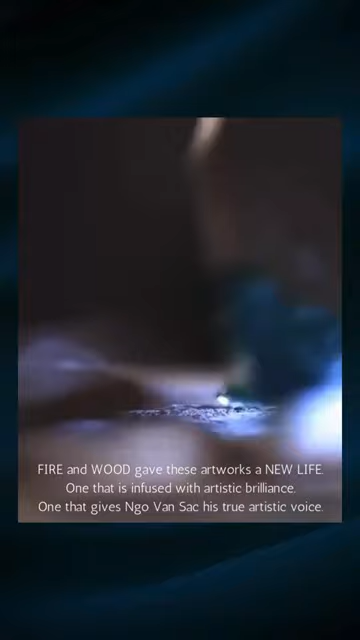 FIRE and WOOD gave these artworks a NEW LIFE.
One that is infused with artistic brilliance.
One that gives Ngo Van Sac his true artistic voice.